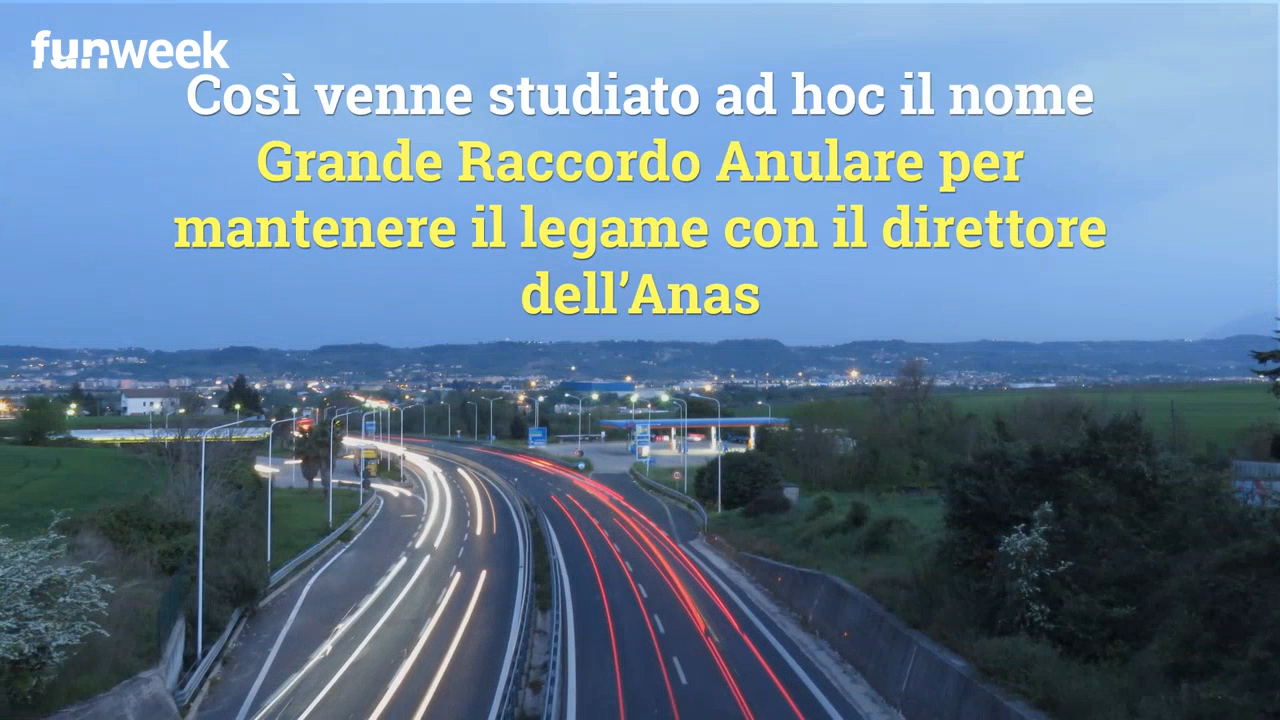 funweek
Così venne studiato ad hoc il nome
Grande Raccordo Anulare per
mantenere il legame con il direttore
dell'Anas